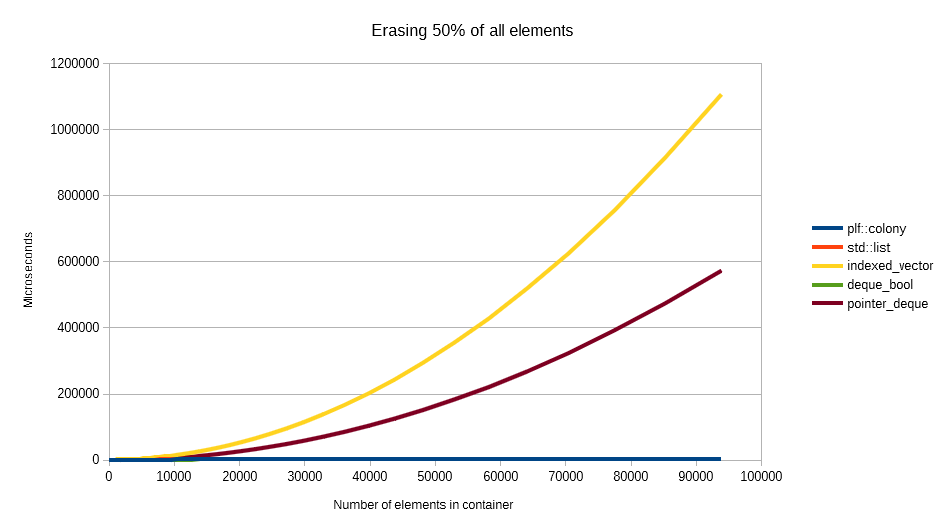 Erasing 50% of all elements
1200000
1000000
800000
600000
400000
200000
0
Microseconds
0 10000 20000 30000 40000 50000 60000 70000 80000 90000 100000
Number of elements in container
plf::colony
std::list
indexed_vector
deque_bool
pointer_deque